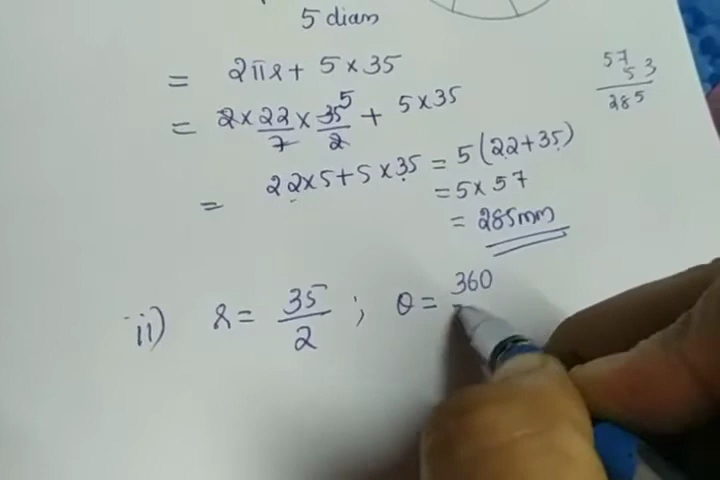 5 diam
= 2πr + 5 × 35
= 2 × 22/7 × 35/2 5 + 5 × 35
= 22 × 5 + 5 × 35 = 5 (22 + 35)
= 5 × 57
= 285mm
57
53
285
ii) r = 35/2 ; θ = 360